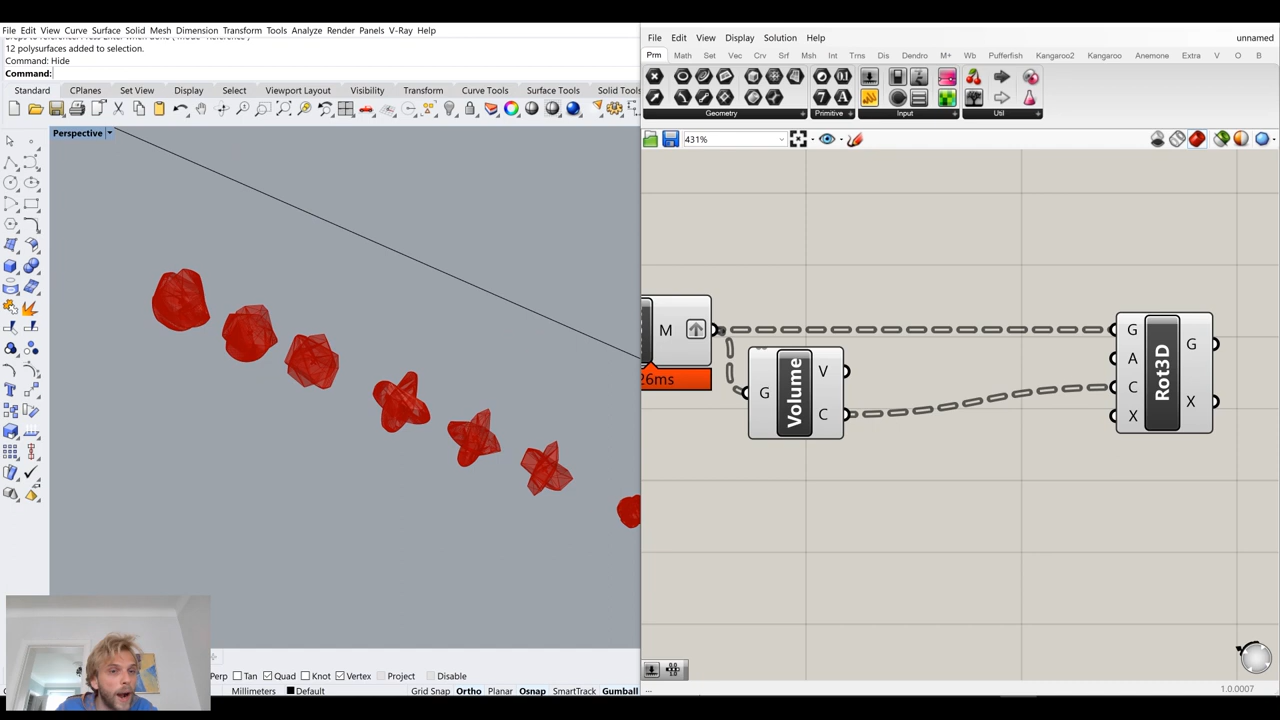 File Edit View Curve Surface Solid Mesh Dimension Transform Tools Analyze Render Panels V-Ray Help
12 polysurfaces added to selection.
Command: Hide
Command:
Standard CPlanes Set View Display Select Viewport Layout Visibility Transform Curve Tools Surface Tools Solid Tools
Perspective
Perp Tan Quad Knot Vertex Project Disable
Millimeters Default Grid Snap Ortho Planar Osnap SmartTrack Gumball
File Edit View Display Solution Help unnamed
Prm Math Set Vec Crv Srf Msh Int Trns Dis Dendro M+ Wb Pufferfish Kangaroo2 Kangaroo Anemone Extra V O B
Geometry Primitive Input Util
431%
M
26ms
G Volume V
C
G
A
C
X
Rot3D
G
X
...
1.0.0007